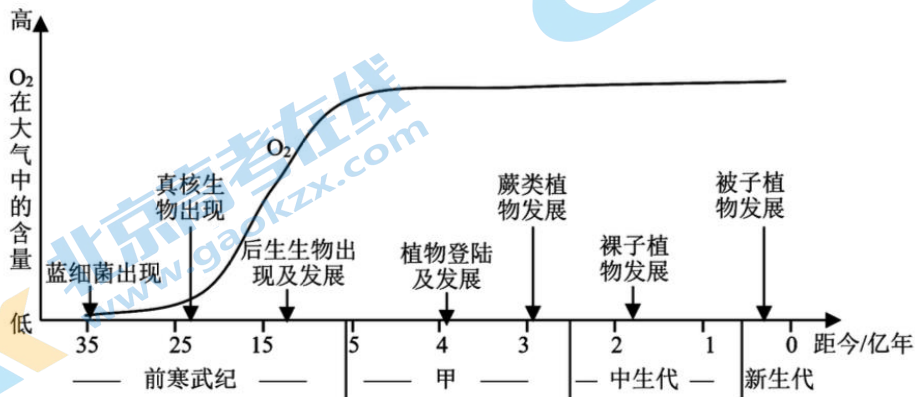 高
O₂在大气中的含量
低
O₂
蓝细菌出现
真核生
物出现
后生生物出
现及发展
植物登陆
及发展
蕨类植
物发展
裸子植
物发展
被子植
物发展
35 25 15 5 4 3 2 1 0 距今/亿年
前寒武纪 甲 中生代 新生代
北京高考在线
www.gaokzx.com